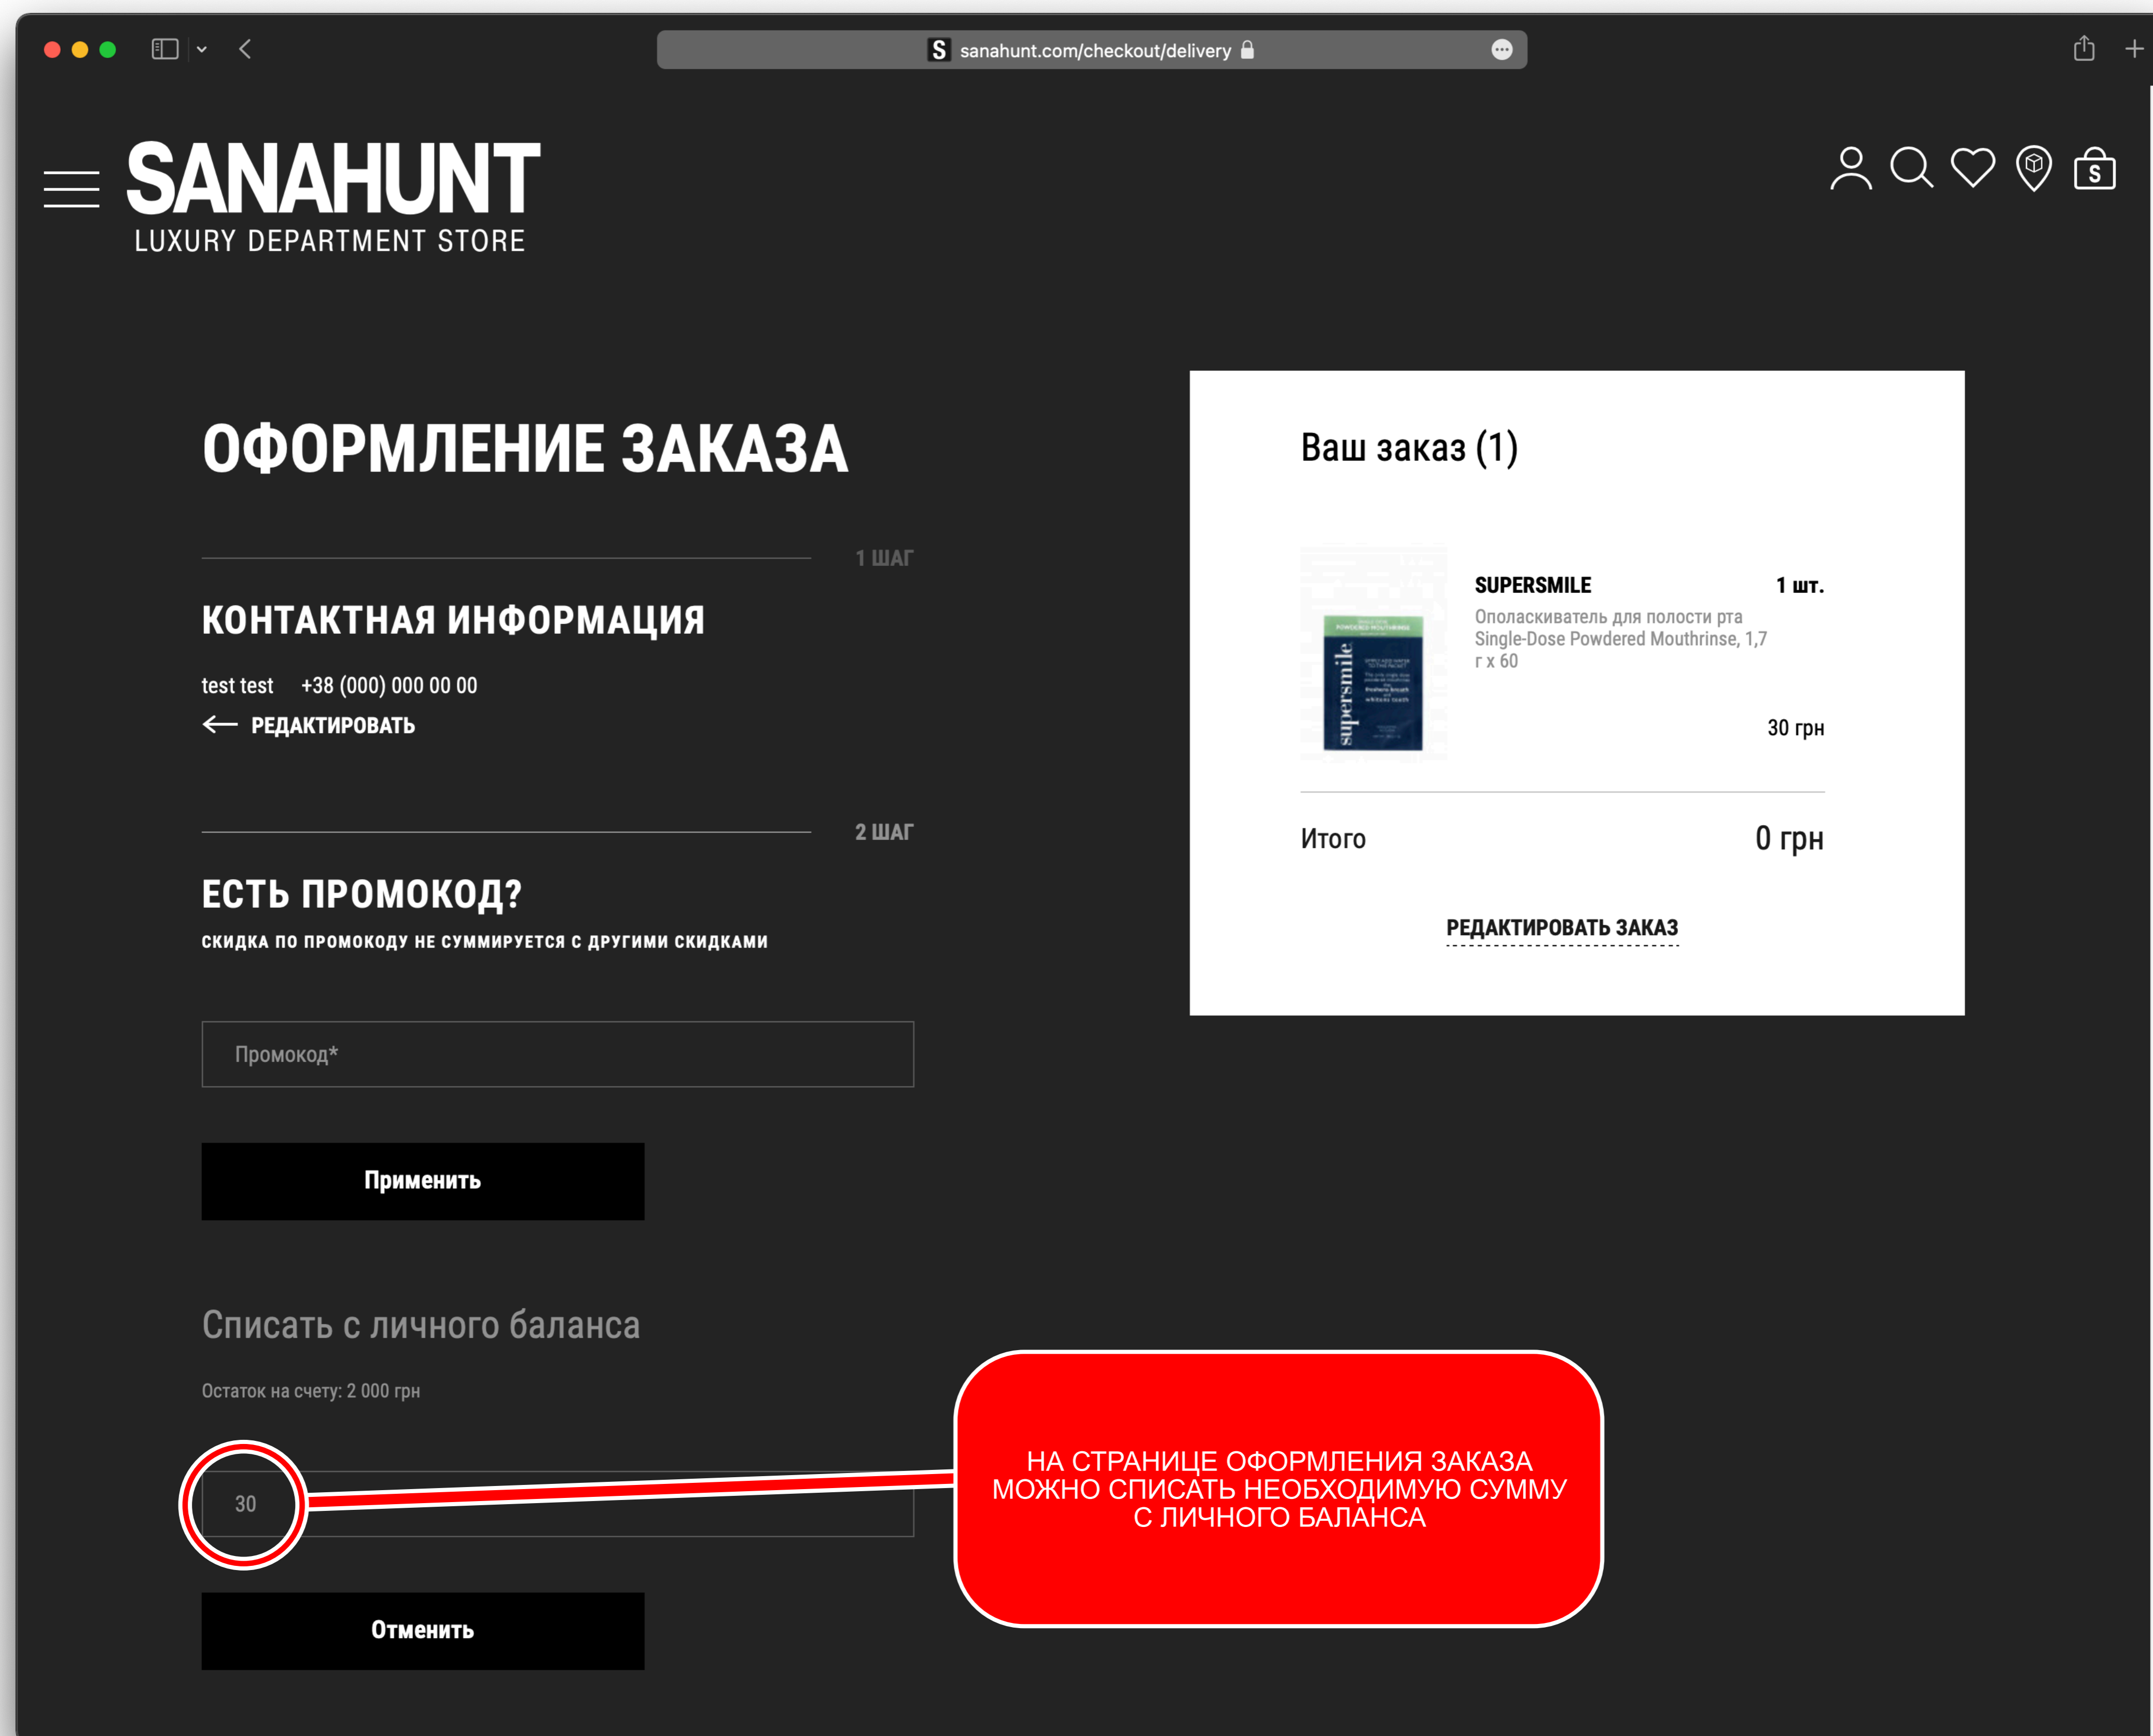 S sanahunt.com/checkout/delivery
SANAHUNT
LUXURY DEPARTMENT STORE
S
ОФОРМЛЕНИЕ ЗАКАЗА
1 ШАГ
КОНТАКТНАЯ ИНФОРМАЦИЯ
test test +38 (000) 000 00 00
РЕДАКТИРОВАТЬ
2 ШАГ
ЕСТЬ ПРОМОКОД?
СКИДКА ПО ПРОМОКОДУ НЕ СУММИРУЕТСЯ С ДРУГИМИ СКИДКАМИ
Промокод*
Применить
Списать с личного баланса
Остаток на счету: 2 000 грн
30
Отменить
Ваш заказ (1)
supersmile
SUPERSMILE 1 шт.
Ополаскиватель для полости рта
Single-Dose Powdered Mouthrinse, 1,7
г x 60
30 грн
Итого 0 грн
РЕДАКТИРОВАТЬ ЗАКАЗ
НА СТРАНИЦЕ ОФОРМЛЕНИЯ ЗАКАЗА
МОЖНО СПИСАТЬ НЕОБХОДИМУЮ СУММУ
С ЛИЧНОГО БАЛАНСА